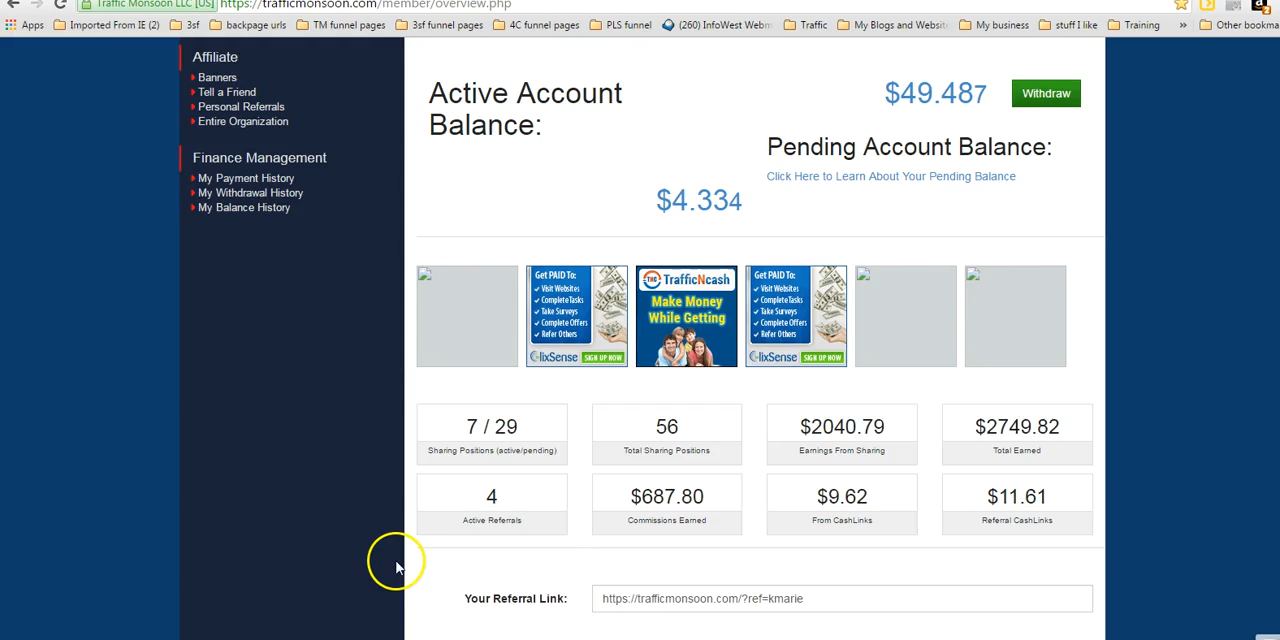 Traffic Monsoon LLC [US] https://trafficmonsoon.com/member/overview.php
Apps Imported From IE (2) 3sf backpage urls TM funnel pages 3sf funnel pages 4C funnel pages PLS funnel (260) InfoWest Webm Traffic My Blogs and Website My business stuff I like Training » Other bookma
Affiliate
Banners
Tell a Friend
Personal Referrals
Entire Organization
Finance Management
My Payment History
My Withdrawal History
My Balance History
Active Account
Balance:
$49.487
Withdraw
Pending Account Balance:
Click Here to Learn About Your Pending Balance
$4.334
Get PAID To:
Visit Websites
Complete Tasks
Take Surveys
Complete Offers
Refer Others
ClixSense SIGN UP NOW
THE TrafficNcash
Make Money
While Getting
Get PAID To:
Visit Websites
Complete Tasks
Take Surveys
Complete Offers
Refer Others
ClixSense SIGN UP NOW
7 / 29
Sharing Positions (active/pending)
56
Total Sharing Positions
$2040.79
Earnings From Sharing
$2749.82
Total Earned
4
Active Referrals
$687.80
Commissions Earned
$9.62
From CashLinks
$11.61
Referral CashLinks
Your Referral Link: https://trafficmonsoon.com/?ref=kmarie